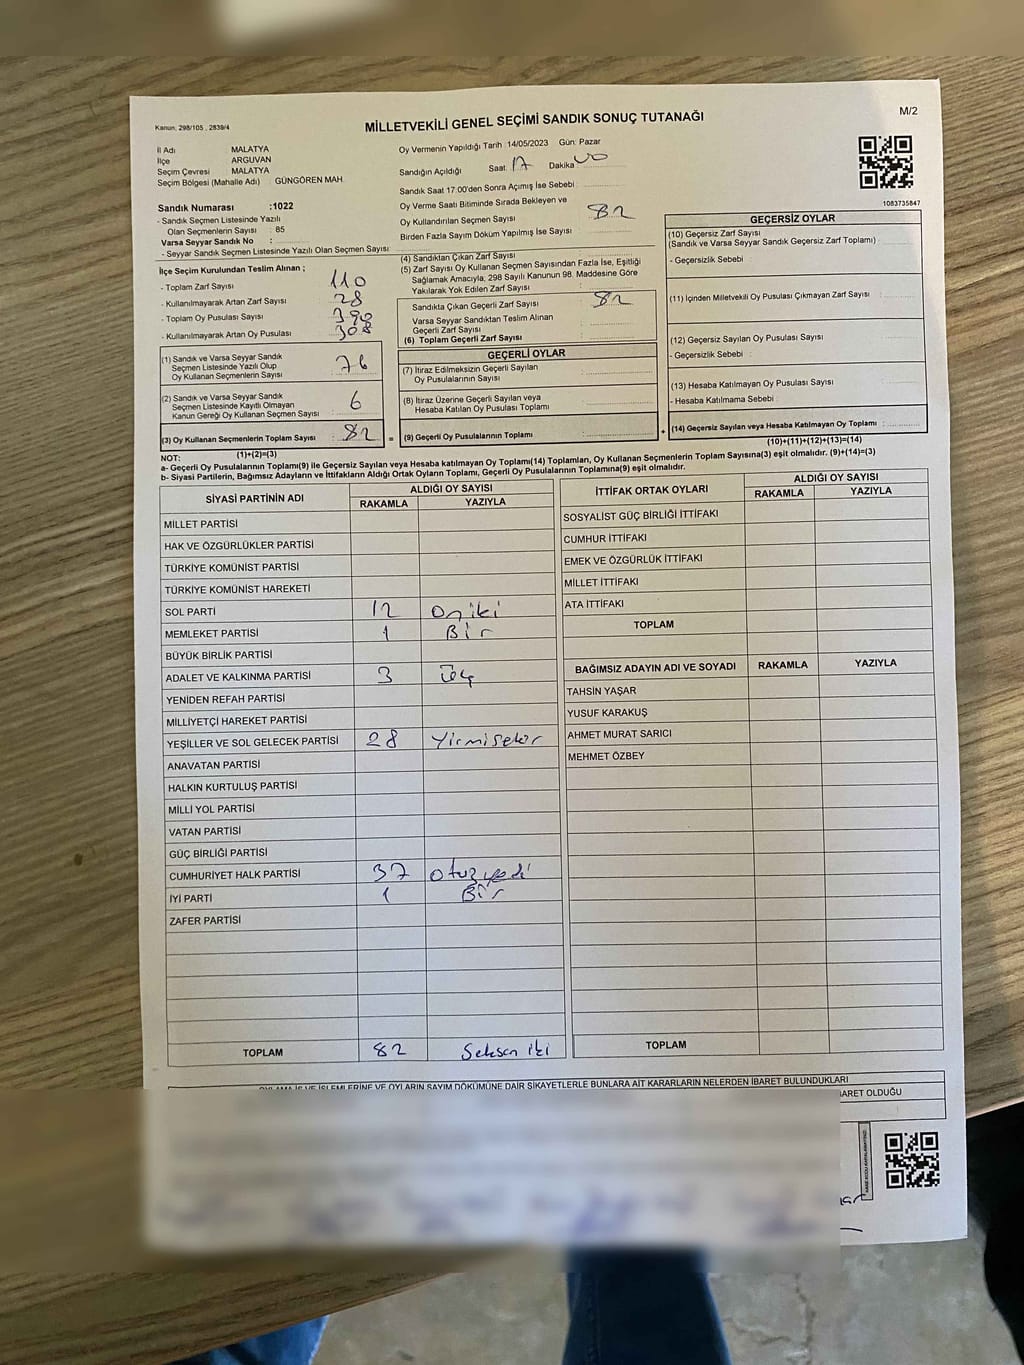 M/2
Kanun, 298/105 , 2839/4
MİLLETVEKİLİ GENEL SEÇİMİ SANDIK SONUÇ TUTANAĞI
İl Adı MALATYA
İlçe ARGUVAN
Seçim Çevresi MALATYA
Seçim Bölgesi (Mahalle Adı) GÜNGÖREN MAH.
Sandık Numarası :1022
- Sandık Seçmen Listesinde Yazılı
Olan Seçmenlerin Sayısı : 85
Varsa Seyyar Sandık No :
- Seyyar Sandık Seçmen Listesinde Yazılı Olan Seçmen Sayısı :
Oy Vermenin Yapıldığı Tarih 14/05/2023 Gün: Pazar
Sandığın Açıldığı Saat: 17 Dakika 00
Sandık Saat 17:00'den Sonra Açımış İse Sebebi :
Oy Verme Saati Bitiminde Sırada Bekleyen ve
Oy Kullandırılan Seçmen Sayısı 82
Birden Fazla Sayım Döküm Yapılmış İse Sayısı :
1083735847
İlçe Seçim Kurulundan Teslim Alınan ;
- Toplam Zarf Sayısı 110
- Kullanılmayarak Artan Zarf Sayısı 28
- Toplam Oy Pusulası Sayısı 390
- Kullanılmayarak Artan Oy Pusulası 308
(1) Sandık ve Varsa Seyyar Sandık
Seçmen Listesinde Yazılı Olup
Oy Kullanan Seçmenlerin Sayısı 76
(2) Sandık ve Varsa Seyyar Sandık
Seçmen Listesinde Kayıtlı Olmayan
Kanun Gereği Oy Kullanan Seçmen Sayısı : 6
(3) Oy Kullanan Seçmenlerin Toplam Sayısı : 82 =
(1)+(2)=(3)
(4) Sandıktan Çıkan Zarf Sayısı :
(5) Zarf Sayısı Oy Kullanan Seçmen Sayısından Fazla İse, Eşitliği
Sağlamak Amacıyla, 298 Sayılı Kanunun 98. Maddesine Göre
Yakılarak Yok Edilen Zarf Sayısı :
Sandıkta Çıkan Geçerli Zarf Sayısı 82
Varsa Seyyar Sandıktan Teslim Alınan
Geçerli Zarf Sayısı :
(6) Toplam Geçerli Zarf Sayısı :
GEÇERLİ OYLAR
(7) İtiraz Edilmeksizin Geçerli Sayılan
Oy Pusulalarının Sayısı :
(8) İtiraz Üzerine Geçerli Sayılan veya
Hesaba Katılan Oy Pusulası Toplamı :
(9) Geçerli Oy Pusulalarının Toplamı : +
GEÇERSİZ OYLAR
(10) Geçersiz Zarf Sayısı
(Sandık ve Varsa Seyyar Sandık Geçersiz Zarf Toplamı) :
- Geçersizlik Sebebi
(11) İçinden Milletvekili Oy Pusulası Çıkmayan Zarf Sayısı :
(12) Geçersiz Sayılan Oy Pusulası Sayısı :
- Geçersizlik Sebebi :
(13) Hesaba Katılmayan Oy Pusulası Sayısı :
- Hesaba Katılmama Sebebi :
(14) Geçersiz Sayılan veya Hesaba Katılmayan Oy Toplamı :
(10)+(11)+(12)+(13)=(14)
NOT:
a- Geçerli Oy Pusulalarının Toplamı(9) ile Geçersiz Sayılan veya Hesaba katılmayan Oy Toplamı(14) Toplamları, Oy Kullanan Seçmenlerin Toplam Sayısına(3) eşit olmalıdır. (9)+(14)=(3)
b- Siyasi Partilerin, Bağımsız Adayların ve İttifakların Aldığı Ortak Oyların Toplamı, Geçerli Oy Pusulalarının Toplamına(9) eşit olmalıdır.
SİYASİ PARTİNİN ADI ALDIĞI OY SAYISI
RAKAMLA YAZIYLA
MİLLET PARTİSİ
HAK VE ÖZGÜRLÜKLER PARTİSİ
TÜRKİYE KOMÜNİST PARTİSİ
TÜRKİYE KOMÜNİST HAREKETİ
SOL PARTİ 12 oniki
MEMLEKET PARTİSİ 1 Bir
BÜYÜK BİRLİK PARTİSİ
ADALET VE KALKINMA PARTİSİ 3 üç
YENİDEN REFAH PARTİSİ
MİLLİYETÇİ HAREKET PARTİSİ
YEŞİLLER VE SOL GELECEK PARTİSİ 28 Yirmisekiz
ANAVATAN PARTİSİ
HALKIN KURTULUŞ PARTİSİ
MİLLİ YOL PARTİSİ
VATAN PARTİSİ
GÜÇ BİRLİĞİ PARTİSİ
CUMHURİYET HALK PARTİSİ 37 otuz yedi
İYİ PARTİ 1 Bir
ZAFER PARTİSİ
TOPLAM 82 Seksen iki
İTTİFAK ORTAK OYLARI ALDIĞI OY SAYISI
RAKAMLA YAZIYLA
SOSYALİST GÜÇ BİRLİĞİ İTTİFAKI
CUMHUR İTTİFAKI
EMEK VE ÖZGÜRLÜK İTTİFAKI
MİLLET İTTİFAKI
ATA İTTİFAKI
TOPLAM
BAĞIMSIZ ADAYIN ADI VE SOYADI RAKAMLA YAZIYLA
TAHSİN YAŞAR
YUSUF KARAKUŞ
AHMET MURAT SARICI
MEHMET ÖZBEY
TOPLAM
OYLAMA İŞ VE İŞLEMLERİNE VE OYLARIN SAYIM DÖKÜMÜNE DAİR ŞİKAYETLERLE BUNLARA AİT KARARLARIN NELERDEN İBARET BULUNDUKLARI
BARET OLDUĞU